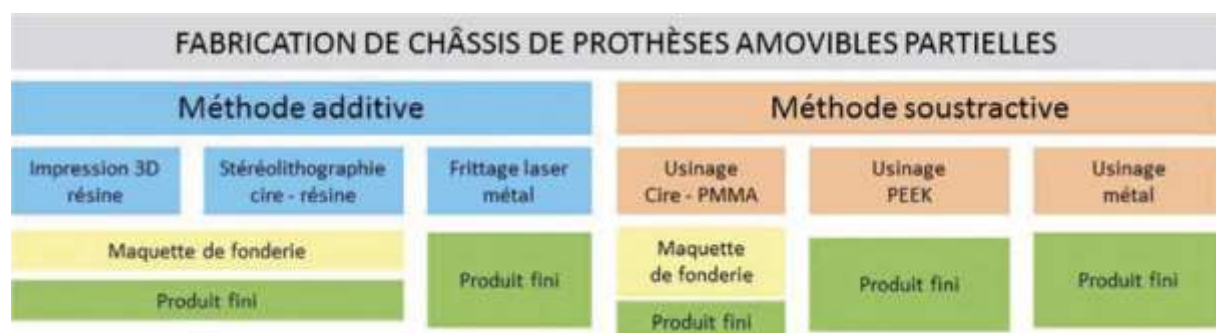 FABRICATION DE CHÂSSIS DE PROTHÈSES AMOVIBLES PARTIELLES
Méthode additive
Méthode soustractive
Impression 3D
résine
Stéréolithographie
cire - résine
Frittage laser
métal
Usinage
Cire - PMMA
Usinage
PEEK
Usinage
métal
Maquette de fonderie
Produit fini
Produit fini
Maquette
de fonderie
Produit fini
Produit fini
Produit fini